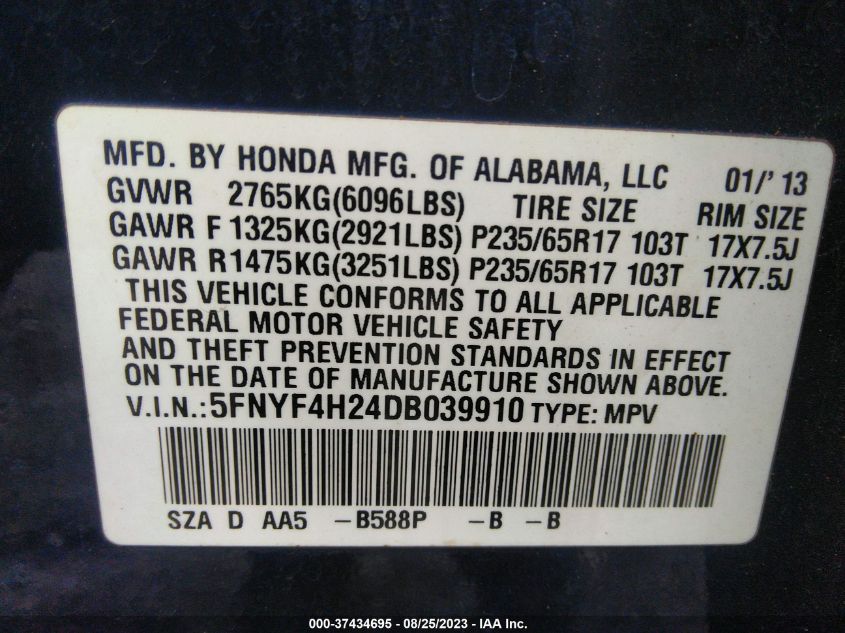 MFD. BY HONDA MFG. OF ALABAMA, LLC 01/'13
GVWR 2765KG(6096LBS) TIRE SIZE RIM SIZE
GAWR F 1325KG(2921LBS) P235/65R17 103T 17X7.5J
GAWR R1475KG(3251LBS) P235/65R17 103T 17X7.5J
THIS VEHICLE CONFORMS TO ALL APPLICABLE
FEDERAL MOTOR VEHICLE SAFETY
AND THEFT PREVENTION STANDARDS IN EFFECT
ON THE DATE OF MANUFACTURE SHOWN ABOVE.
V.I.N.:5FNYF4H24DB039910 TYPE: MPV
SZA D AA5 -B588P -B -B
000-37434695 - 08/25/2023 - IAA Inc.